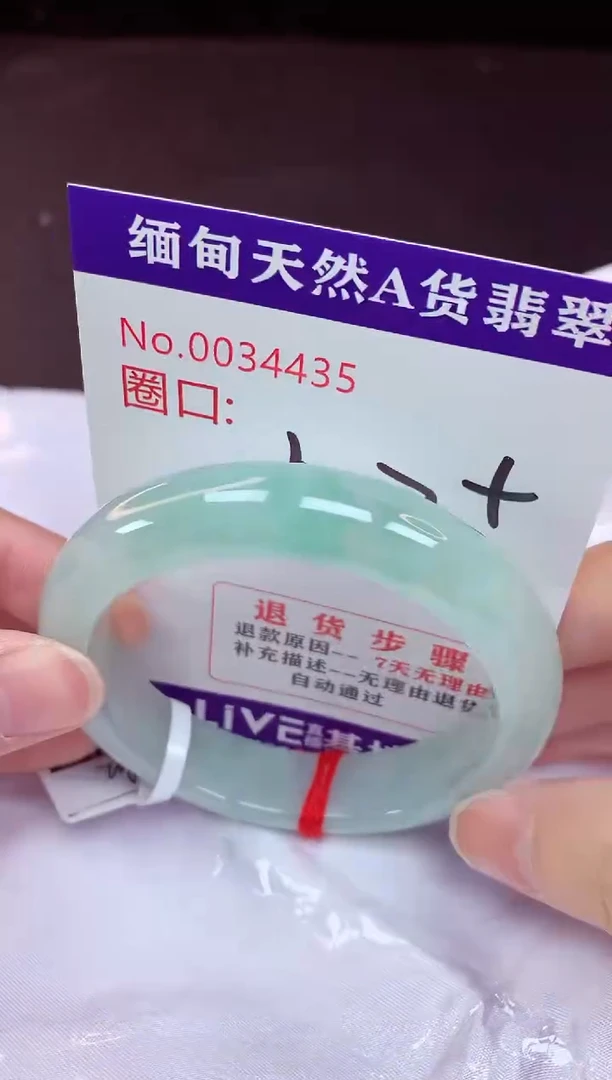 缅甸天然A货翡翠
No.0034435
圈口:
退货步骤
退款原因-- 7天无理由
补充描述--无理由退货
自动通过
LIVE